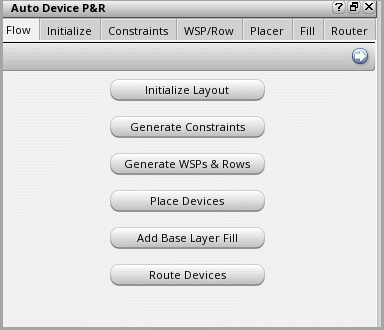 Auto Device P&R
Flow Initialize Constraints WSP/Row Placer Fill Router
Initialize Layout
Generate Constraints
Generate WSPs & Rows
Place Devices
Add Base Layer Fill
Route Devices